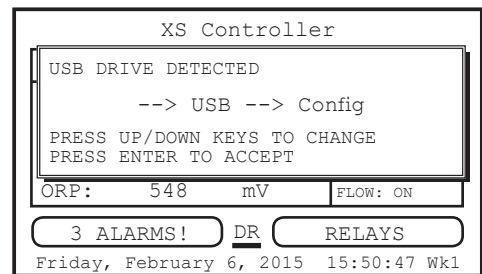 XS Controller
USB DRIVE DETECTED
--> USB --> Config
PRESS UP/DOWN KEYS TO CHANGE
PRESS ENTER TO ACCEPT
ORP: 548 mV FLOW: ON
3 ALARMS! DR RELAYS
Friday, February 6, 2015 15:50:47 Wk1